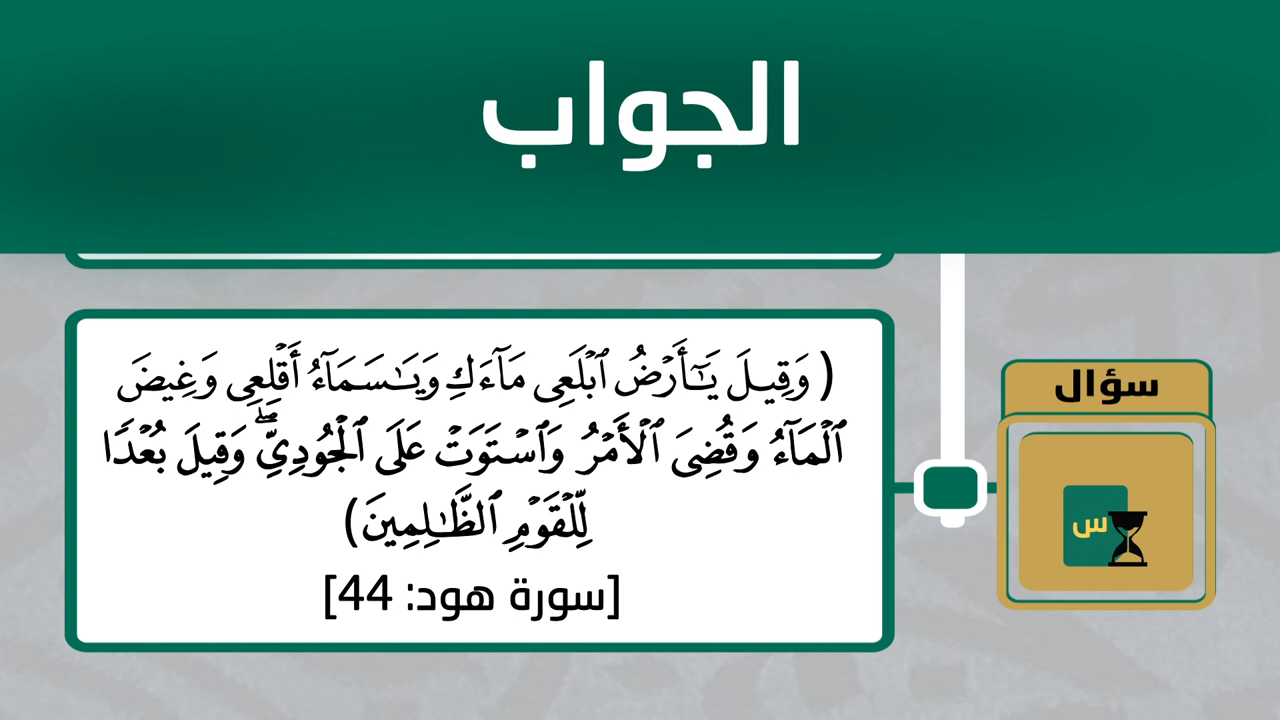 الجواب
( وَقِيلَ يَـٰٓأَرْضُ ٱبْلَعِى مَآءَكِ وَيَـٰسَمَآءُ أَقْلِعِى وَغِيضَ
ٱلْمَآءُ وَقُضِىَ ٱلْأَمْرُ وَٱسْتَوَتْ عَلَى ٱلْجُودِىِّ ۖ وَقِيلَ بُعْدًا
لِّلْقَوْمِ ٱلظَّـٰلِمِينَ)
[سورة هود: 44]
سؤال
س